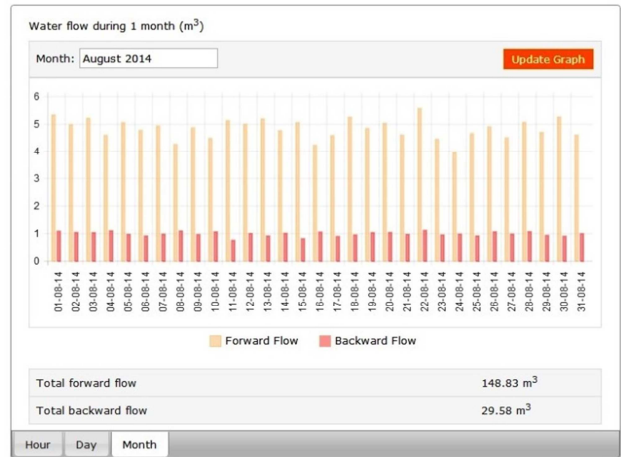 Water flow during 1 month (m³)
Month: August 2014 Update Graph
6
5
4
3
2
1
0
01-08-14 02-08-14 03-08-14 04-08-14 05-08-14 06-08-14 07-08-14 08-08-14 09-08-14 10-08-14 11-08-14 12-08-14 13-08-14 14-08-14 15-08-14 16-08-14 17-08-14 18-08-14 19-08-14 20-08-14 21-08-14 22-08-14 23-08-14 24-08-14 25-08-14 26-08-14 27-08-14 28-08-14 29-08-14 30-08-14 31-08-14
Forward Flow Backward Flow
Total forward flow 148.83 m³
Total backward flow 29.58 m³
Hour Day Month